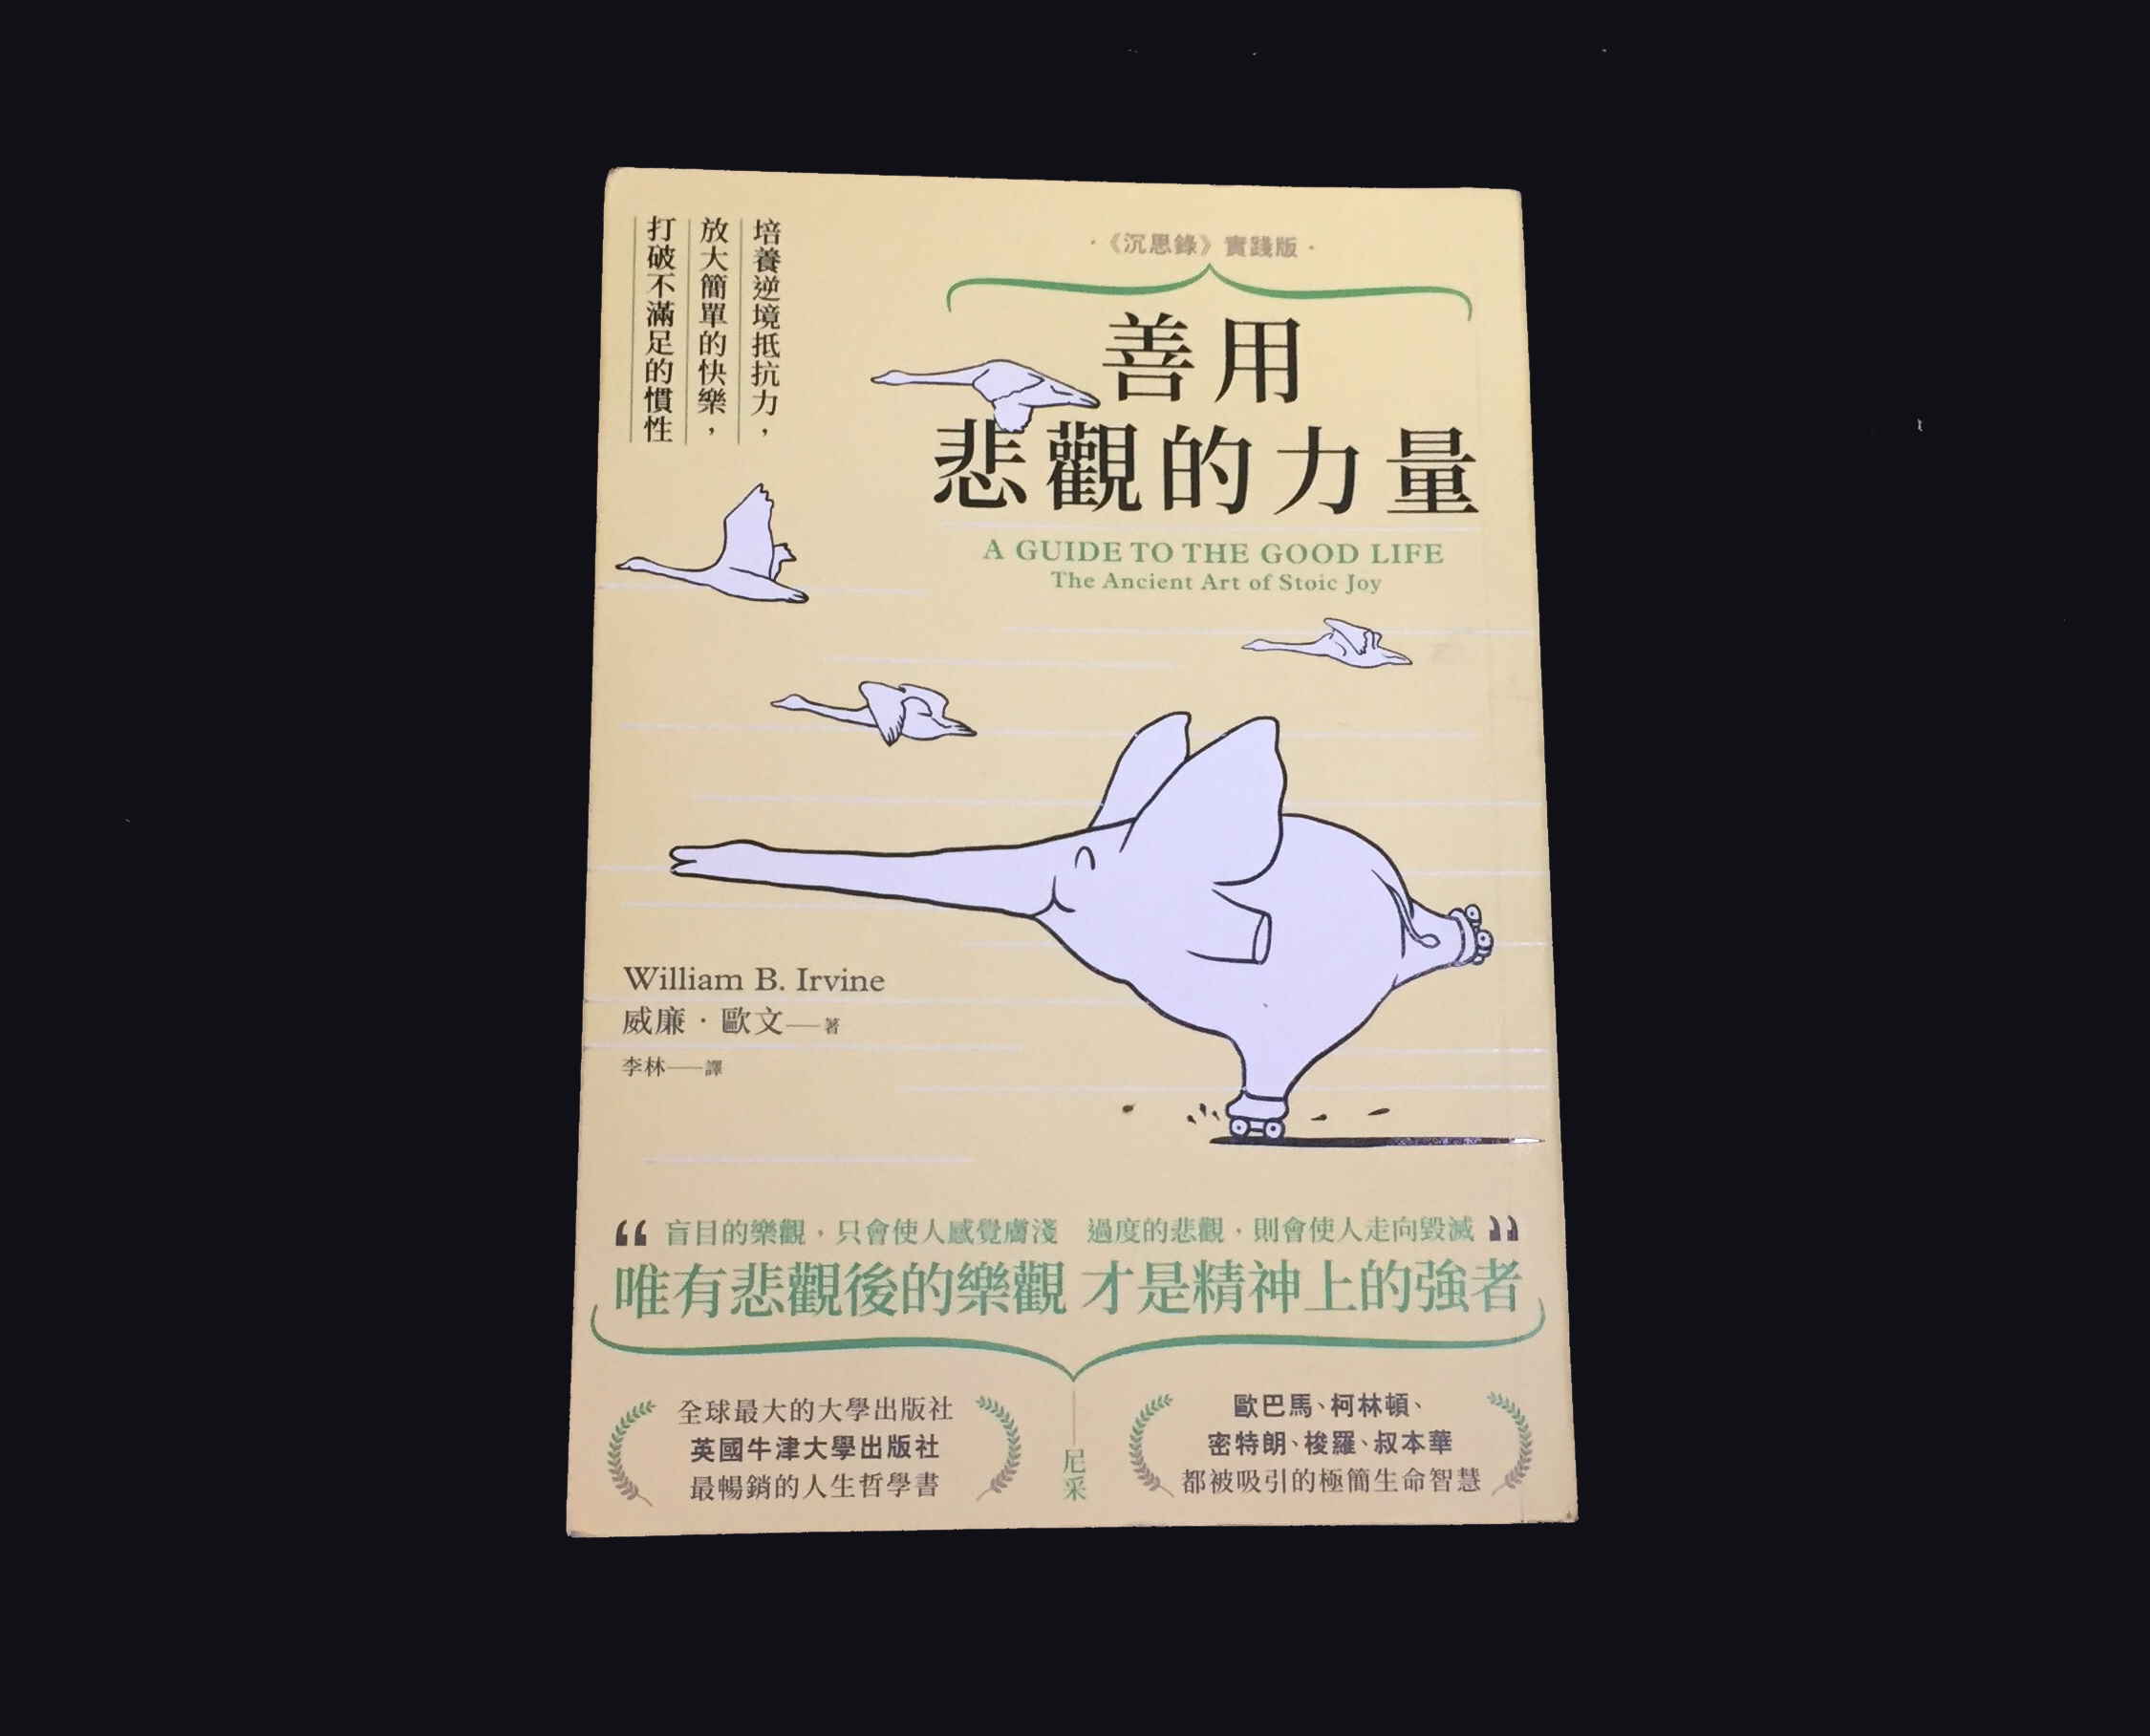 培養逆境抵抗力，
放大簡單的快樂，
打破不滿足的慣性
·《沉思錄》實踐版·
善用
悲觀的力量
A GUIDE TO THE GOOD LIFE
The Ancient Art of Stoic Joy
William B. Irvine
威廉·歐文——著
李林——譯
“盲目的樂觀，只會使人感覺膚淺　過度的悲觀，則會使人走向毀滅”
唯有悲觀後的樂觀 才是精神上的強者
——尼采
全球最大的大學出版社
英國牛津大學出版社
最暢銷的人生哲學書
歐巴馬、柯林頓、
密特朗、梭羅、叔本華
都被吸引的極簡生命智慧